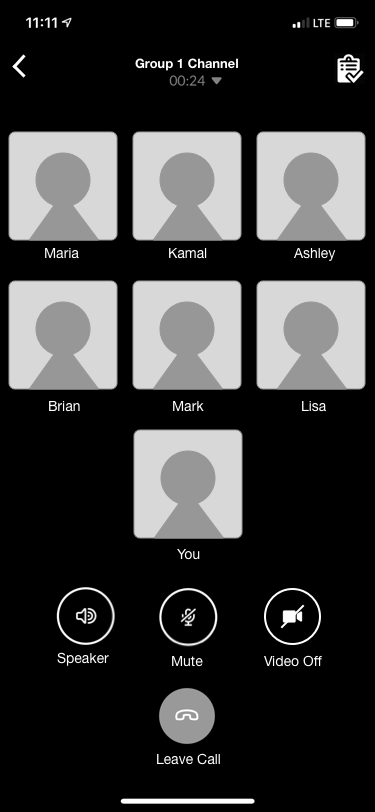 11:11 LTE
Group 1 Channel
00:24
Maria Kamal Ashley
Brian Mark Lisa
You
Speaker Mute Video Off
Leave Call